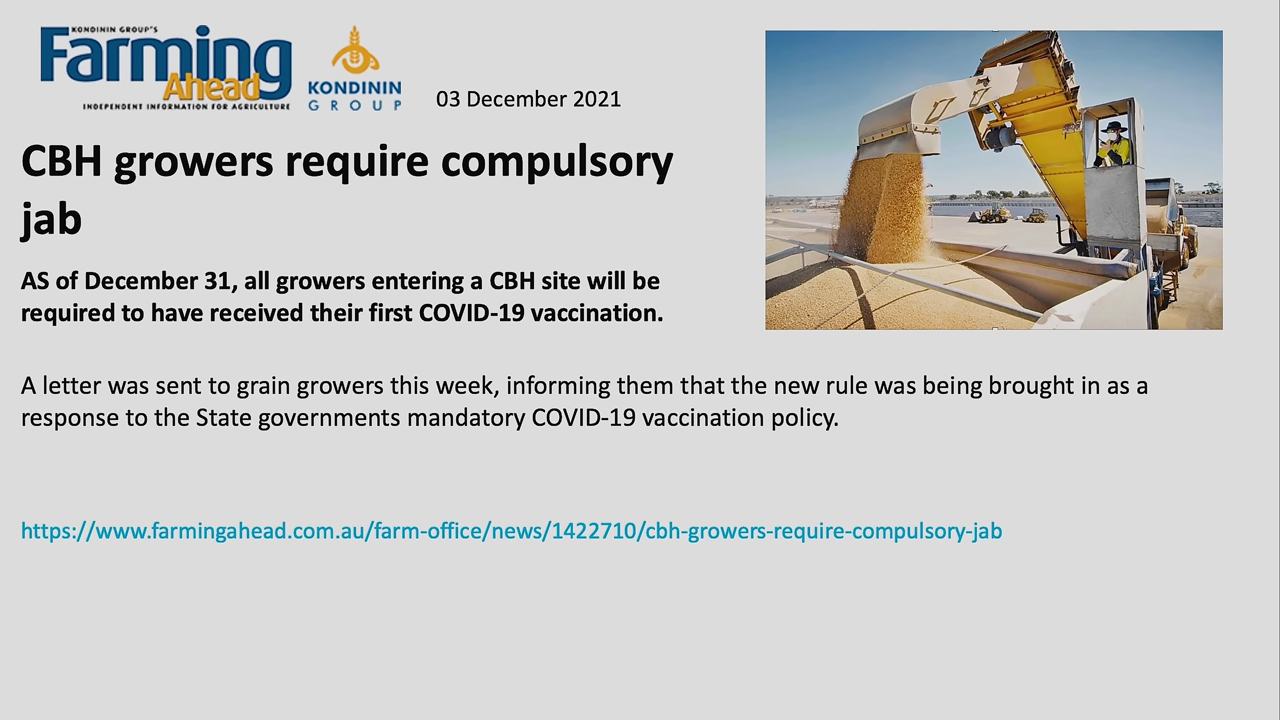 KONDININ GROUP'S
Farming
Ahead
INDEPENDENT INFORMATION FOR AGRICULTURE
KONDININ
GROUP
03 December 2021
CBH growers require compulsory
jab
AS of December 31, all growers entering a CBH site will be
required to have received their first COVID-19 vaccination.
A letter was sent to grain growers this week, informing them that the new rule was being brought in as a
response to the State governments mandatory COVID-19 vaccination policy.
https://www.farmingahead.com.au/farm-office/news/1422710/cbh-growers-require-compulsory-jab